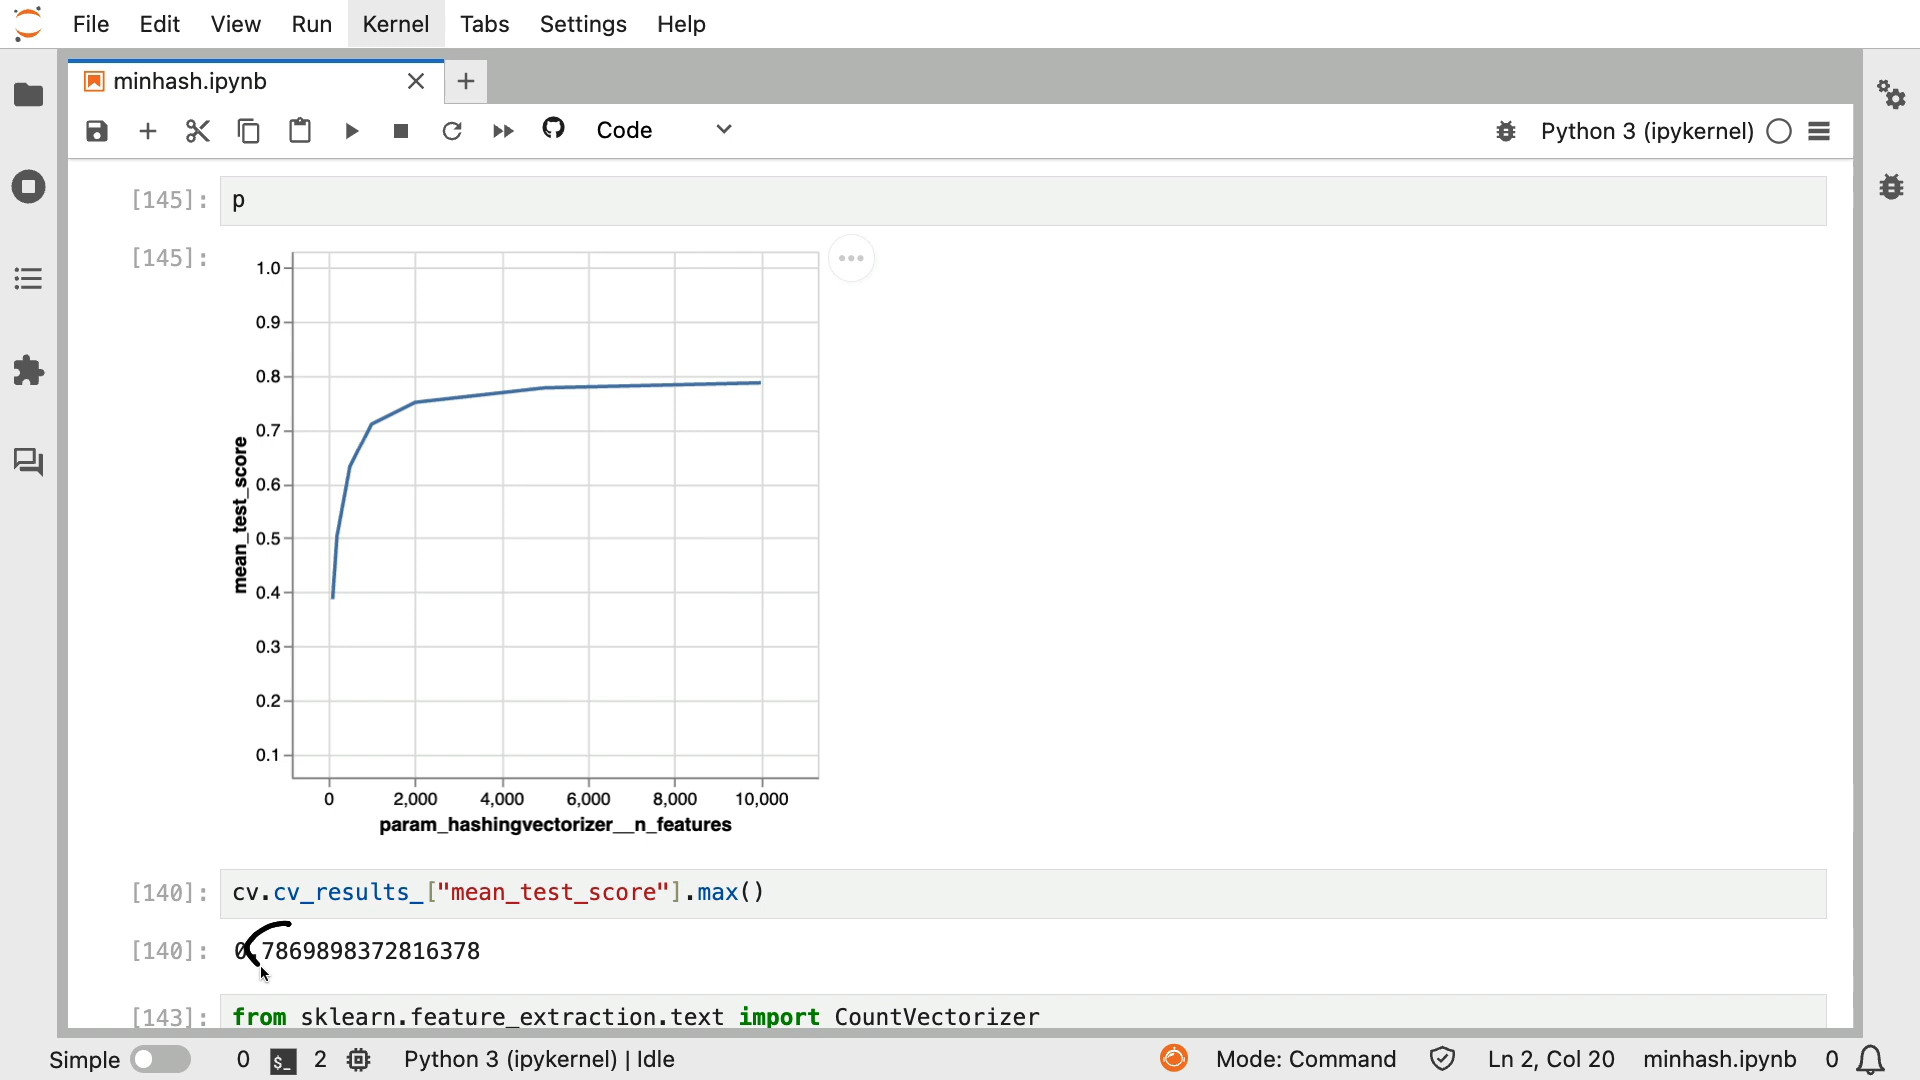 File Edit View Run Kernel Tabs Settings Help
minhash.ipynb
Code
Python 3 (ipykernel)
[145]: p
[145]:
1.0
0.9
0.8
0.7
0.6
0.5
0.4
0.3
0.2
0.1
mean_test_score
0 2,000 4,000 6,000 8,000 10,000
param_hashingvectorizer__n_features
[140]: cv.cv_results_["mean_test_score"].max()
[140]: 0.7869898372816378
[143]: from sklearn.feature_extraction.text import CountVectorizer
Simple 0 $_ 2 Python 3 (ipykernel) | Idle Mode: Command Ln 2, Col 20 minhash.ipynb 0